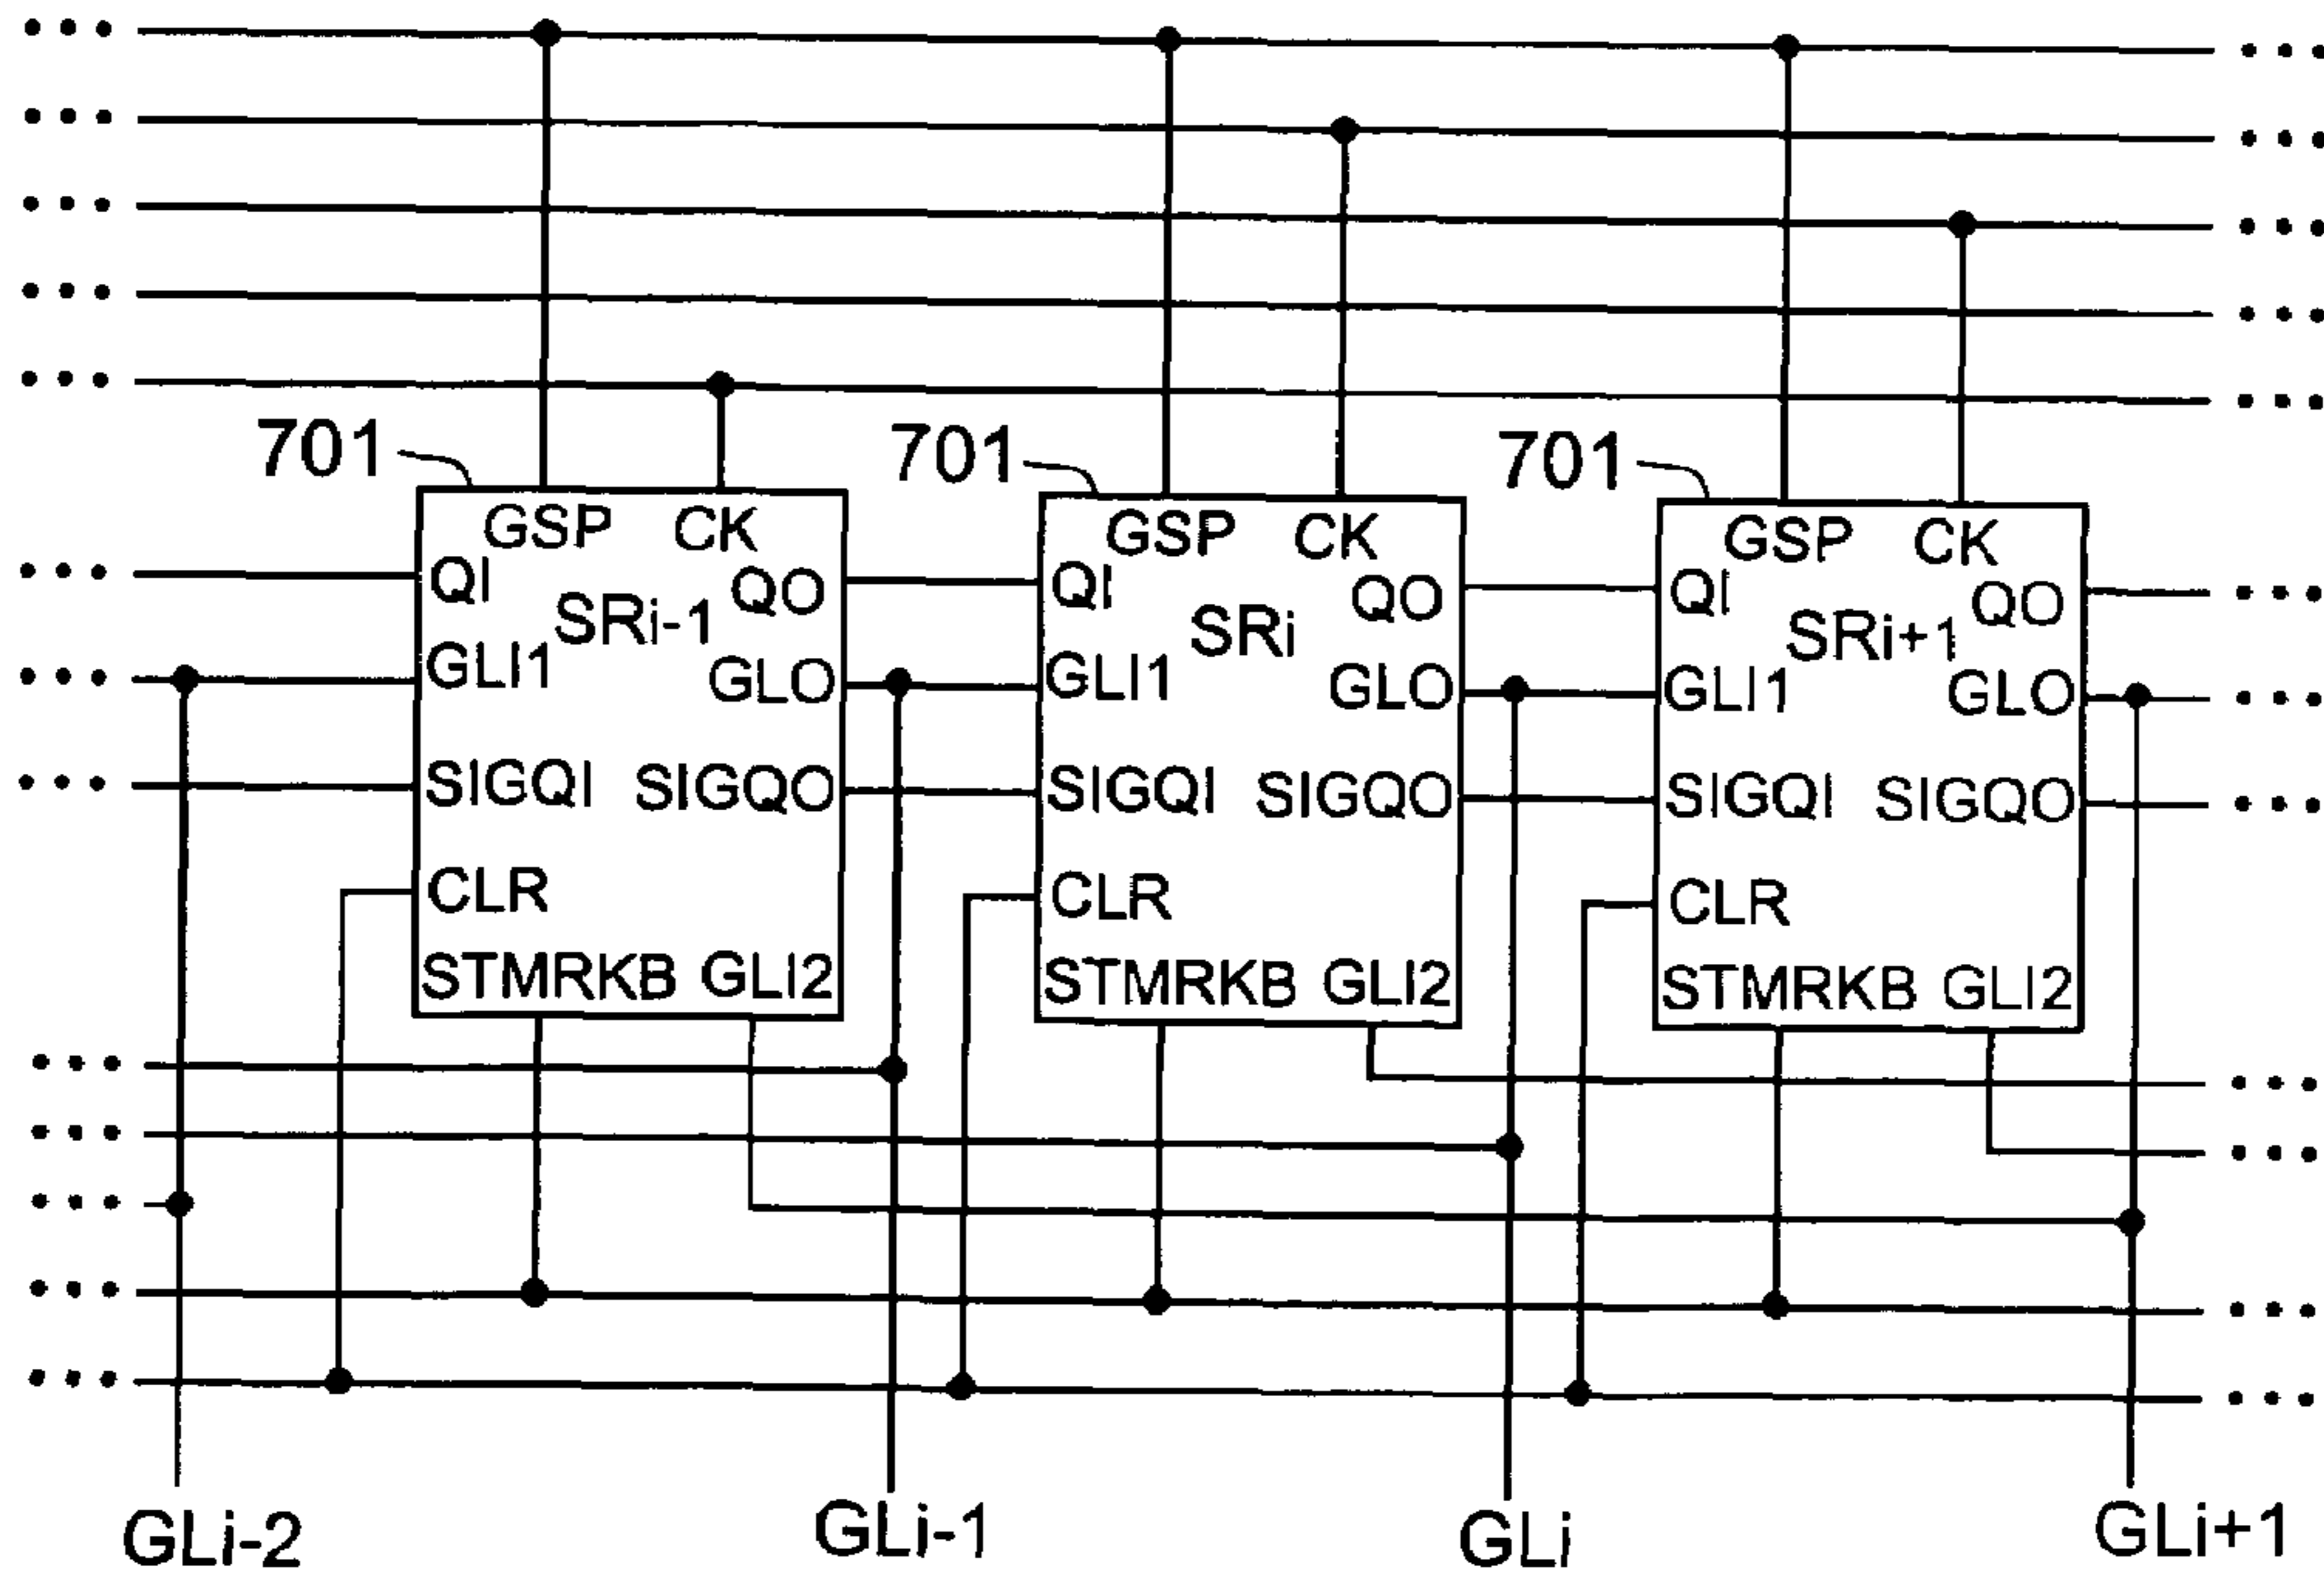 701 701 701
GSP CK GSP CK GSP CK
QI QO QI QO QI QO
SRi-1 SRi SRi+1
GLI1 GLO GLI1 GLO GLI1 GLO
SIGQI SIGQO SIGQI SIGQO SIGQI SIGQO
CLR CLR CLR
STMRKB GLI2 STMRKB GLI2 STMRKB GLI2
GLi-2 GLi-1 GLi GLi+1